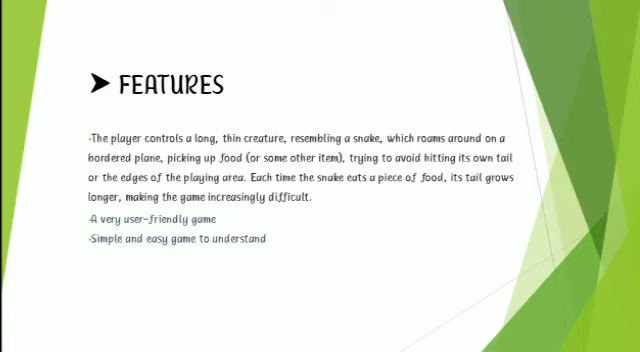 ➤ FEATURES
•The player controls a long, thin creature, resembling a snake, which roams around on a
bordered plane, picking up food (or some other item), trying to avoid hitting its own tail
or the edges of the playing area. Each time the snake eats a piece of food, its tail grows
longer, making the game increasingly difficult.
•A very user-friendly game
•Simple and easy game to understand